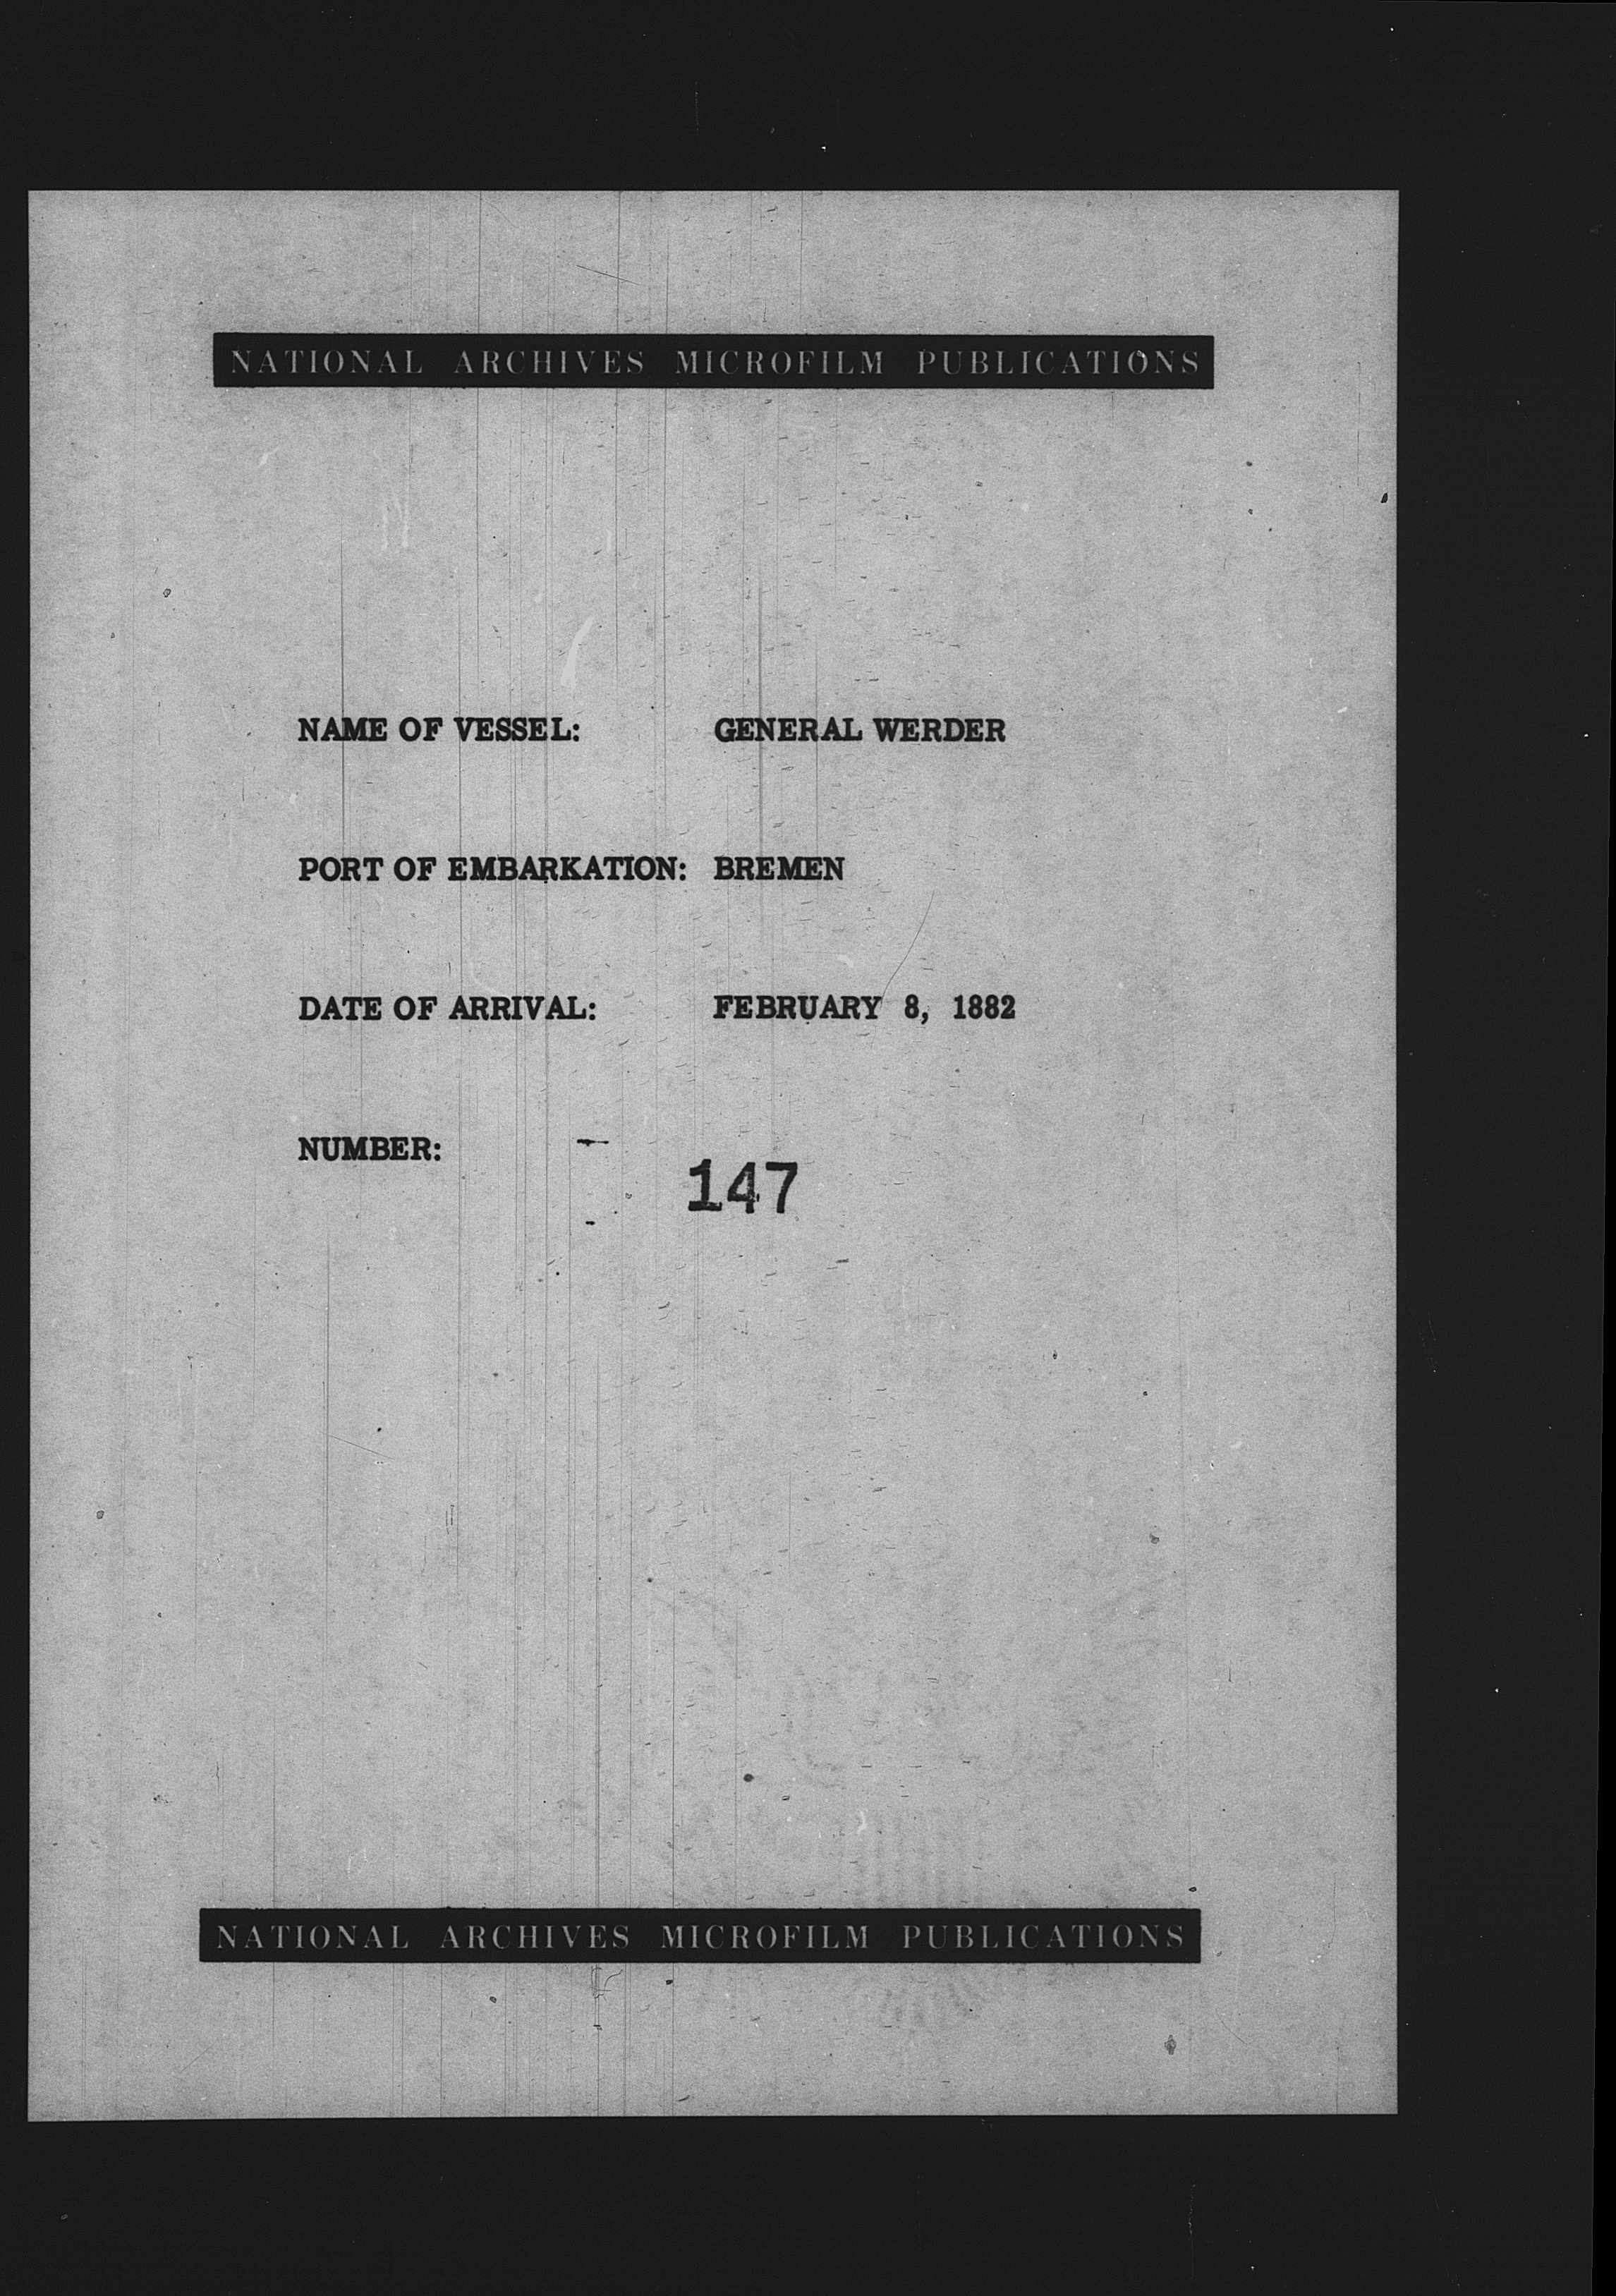 NATIONAL ARCHIVES MICROFILM PUBLICATIONS
NAME OF VESSEL: GENERAL WERDER
PORT OF EMBARKATION: BREMEN
DATE OF ARRIVAL: FEBRUARY 8, 1882
NUMBER: 147
NATIONAL ARCHIVES MICROFILM PUBLICATIONS